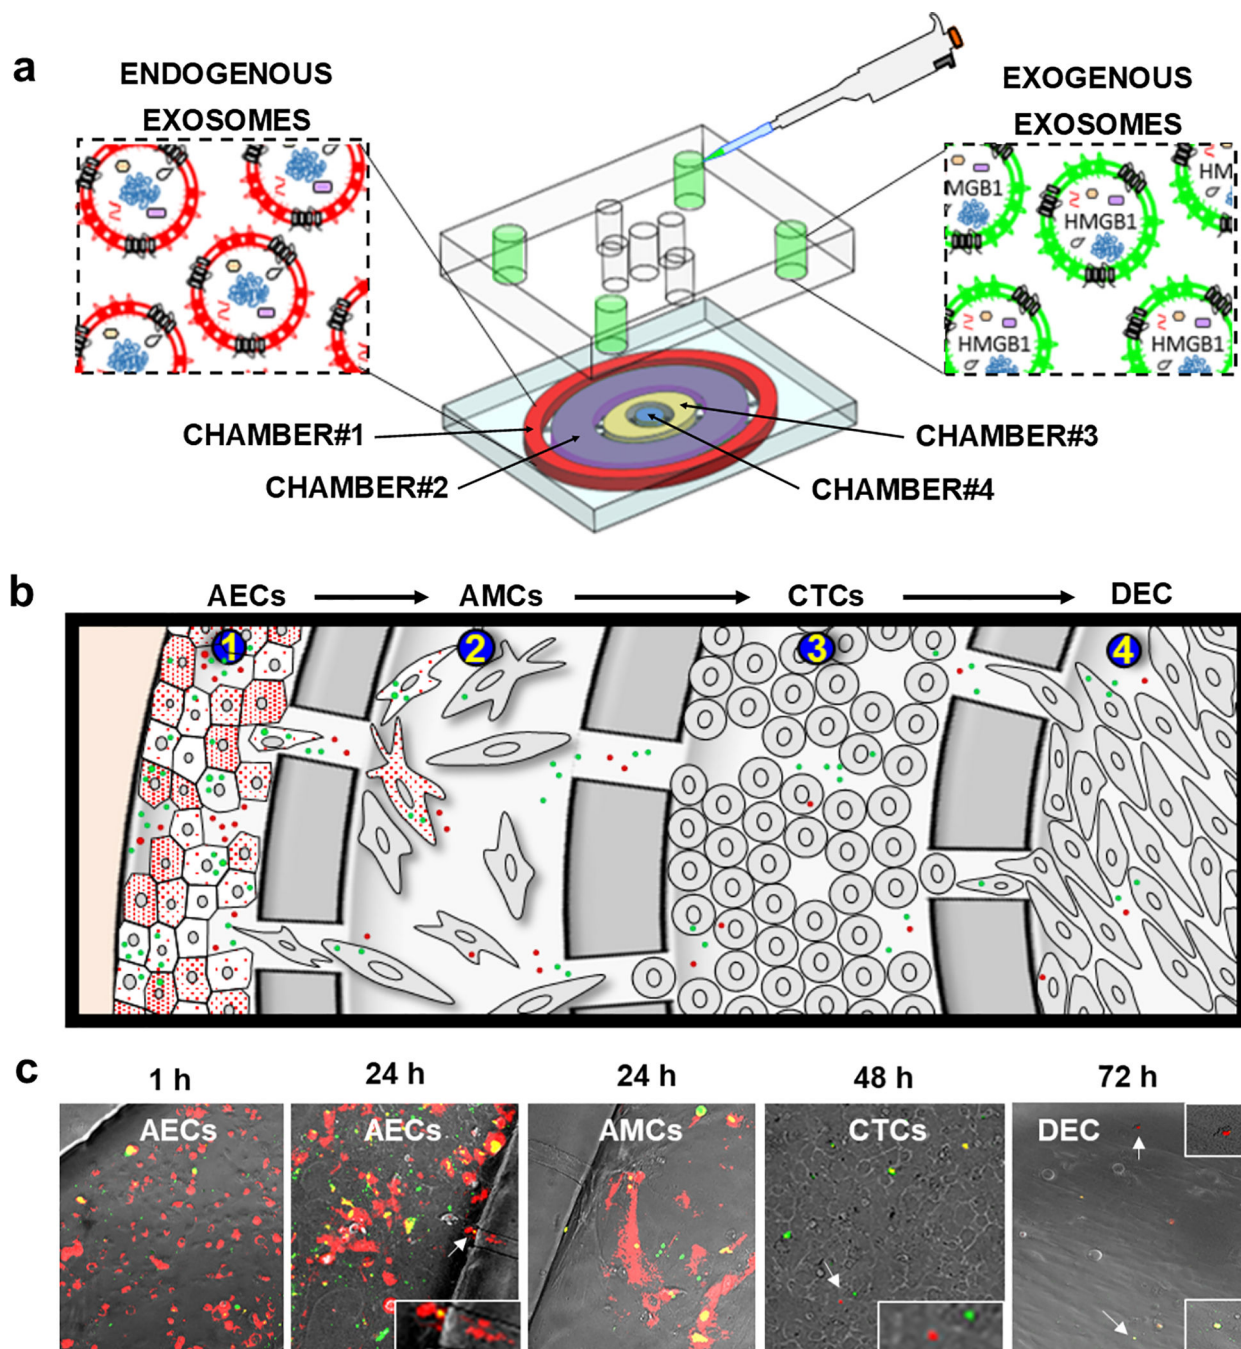 a
ENDOGENOUS
EXOSOMES
EXOGENOUS
EXOSOMES
MGB1
HM
HMGB1
HMGB1
HMGB1
CHAMBER#1
CHAMBER#2
CHAMBER#3
CHAMBER#4
b
AECs
AMCs
CTCs
DEC
1
2
3
4
c
1 h
24 h
24 h
48 h
72 h
AECs
AECs
AMCs
CTCs
DEC